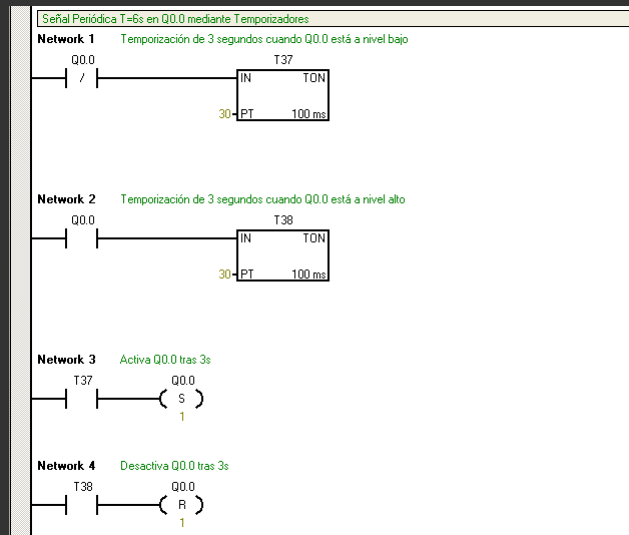 Señal Periódica T=6s en Q0.0 mediante Temporizadores
Network 1 Temporización de 3 segundos cuando Q0.0 está a nivel bajo
Q0.0 T37
/ IN TON
30 PT 100 ms
Network 2 Temporización de 3 segundos cuando Q0.0 está a nivel alto
Q0.0 T38
IN TON
30 PT 100 ms
Network 3 Activa Q0.0 tras 3s
T37 Q0.0
S
1
Network 4 Desactiva Q0.0 tras 3s
T38 Q0.0
R
1